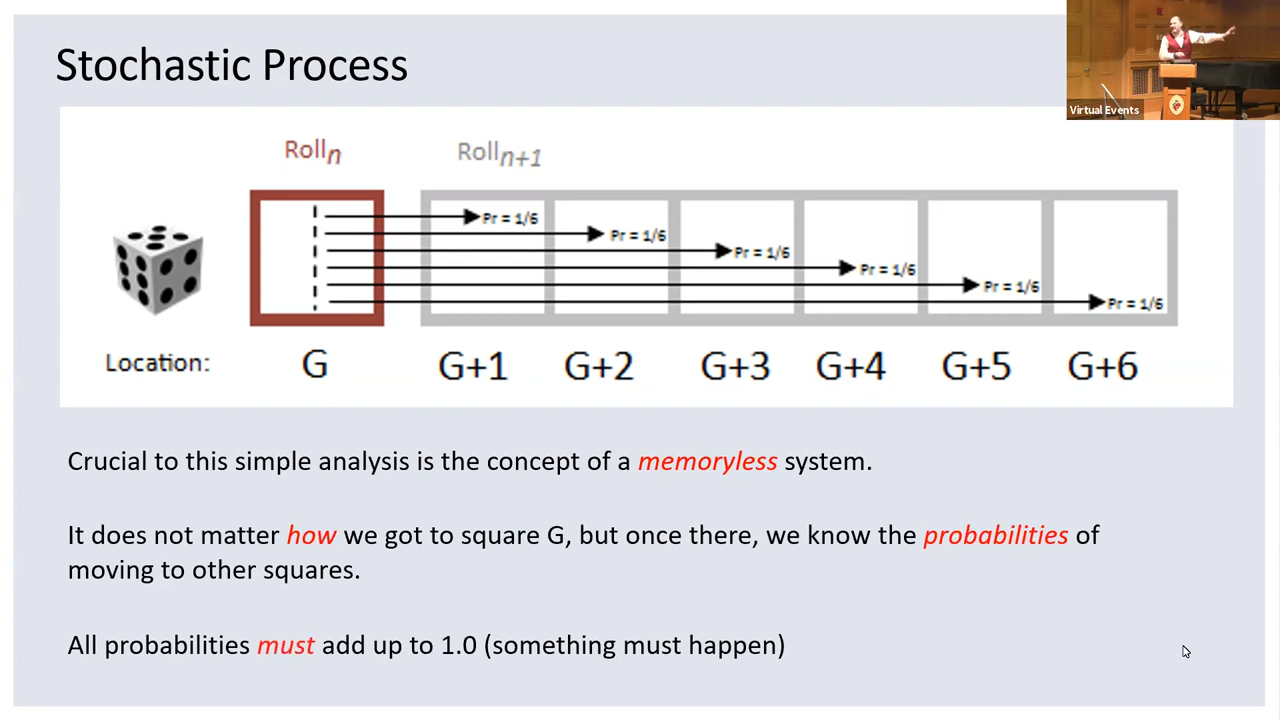 Stochastic Process
Virtual Events
Rolln
Rolln+1
Pr = 1/6
Pr = 1/6
Pr = 1/6
Pr = 1/6
Pr = 1/6
Pr = 1/6
Location:
G
G+1
G+2
G+3
G+4
G+5
G+6
Crucial to this simple analysis is the concept of a memoryless system.
It does not matter how we got to square G, but once there, we know the probabilities of
moving to other squares.
All probabilities must add up to 1.0 (something must happen)